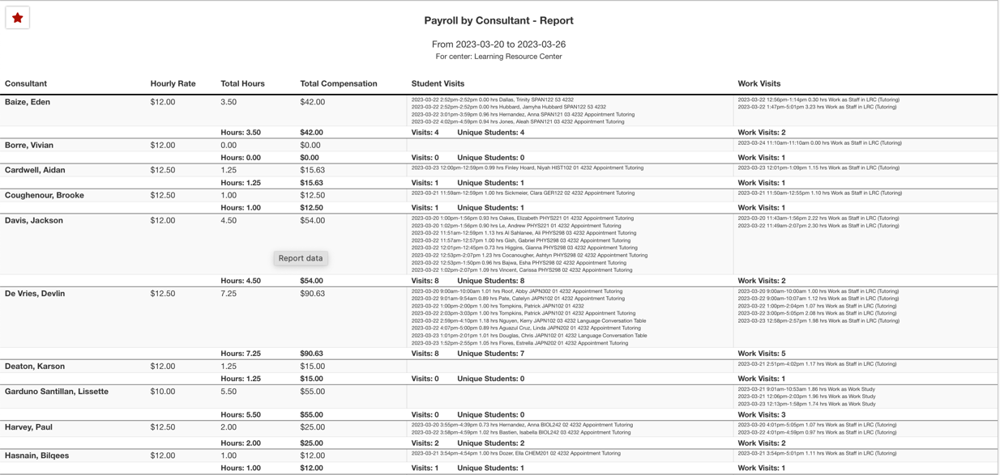 Payroll by Consultant - Report
From 2023-03-20 to 2023-03-26
For center: Learning Resource Center
Consultant Hourly Rate Total Hours Total Compensation Student Visits Work Visits
Baize, Eden $12.00 3.50 $42.00
2023-03-22 2:52pm-2:52pm 0.00 hrs Dallas, Trinity SPAN122 53 4232
2023-03-22 2:52pm-2:52pm 0.00 hrs Hubbard, Jamyha Hubbard SPAN122 53 4232
2023-03-22 3:01pm-3:59pm 0.96 hrs Hernandez, Anna SPAN121 03 4232 Appointment Tutoring
2023-03-22 4:02pm-4:59pm 0.94 hrs Jones, Aleah SPAN121 03 4232 Appointment Tutoring
2023-03-22 12:56pm-1:14pm 0.30 hrs Work as Staff in LRC (Tutoring)
2023-03-22 1:47pm-5:01pm 3.23 hrs Work as Staff in LRC (Tutoring)
Hours: 3.50 $42.00 Visits: 4 Unique Students: 4 Work Visits: 2
Borre, Vivian $12.00 0.00 $0.00
2023-03-24 11:10am-11:10am 0.00 hrs Work as Staff in LRC (Tutoring)
Hours: 0.00 $0.00 Visits: 0 Unique Students: 0 Work Visits: 1
Cardwell, Aidan $12.50 1.25 $15.63
2023-03-23 12:00pm-12:59pm 0.99 hrs Finley Hoard, Niyah HIST102 01 4232 Appointment Tutoring
2023-03-23 12:01pm-1:09pm 1.15 hrs Work as Staff in LRC (Tutoring)
Hours: 1.25 $15.63 Visits: 1 Unique Students: 1 Work Visits: 1
Coughenour, Brooke $12.50 1.00 $12.50
2023-03-21 11:59am-12:59pm 1.00 hrs Sickmeier, Clara GER122 02 4232 Appointment Tutoring
2023-03-21 11:50am-12:55pm 1.10 hrs Work as Staff in LRC (Tutoring)
Hours: 1.00 $12.50 Visits: 1 Unique Students: 1 Work Visits: 1
Davis, Jackson $12.00 4.50 $54.00
2023-03-20 1:00pm-1:56pm 0.93 hrs Oakes, Elizabeth PHYS221 01 4232 Appointment Tutoring
2023-03-20 1:02pm-1:56pm 0.90 hrs Le, Andrew PHYS221 01 4232 Appointment Tutoring
2023-03-22 11:51am-12:59pm 1.13 hrs Al Sahlanee, Ali PHYS298 03 4232 Appointment Tutoring
2023-03-22 11:57am-12:57pm 1.00 hrs Gish, Gabriel PHYS298 03 4232 Appointment Tutoring
2023-03-22 12:01pm-12:45pm 0.73 hrs Higgins, Gianna PHYS298 03 4232 Appointment Tutoring
2023-03-22 12:53pm-2:07pm 1.23 hrs Cocanougher, Ashtyn PHYS298 02 4232 Appointment Tutoring
2023-03-22 12:53pm-1:50pm 0.96 hrs Bajwa, Esha PHYS298 02 4232 Appointment Tutoring
2023-03-22 1:02pm-2:07pm 1.09 hrs Vincent, Carissa PHYS298 02 4232 Appointment Tutoring
2023-03-20 11:43am-1:56pm 2.22 hrs Work as Staff in LRC (Tutoring)
2023-03-22 11:49am-2:07pm 2.30 hrs Work as Staff in LRC (Tutoring)
Report data
Hours: 4.50 $54.00 Visits: 8 Unique Students: 8 Work Visits: 2
De Vries, Devlin $12.50 7.25 $90.63
2023-03-20 9:00am-10:00am 1.01 hrs Roof, Abby JAPN302 01 4232 Appointment Tutoring
2023-03-22 9:01am-9:54am 0.89 hrs Pate, Catelyn JAPN102 01 4232 Appointment Tutoring
2023-03-22 1:00pm-2:00pm 1.00 hrs Tompkins, Patrick JAPN102 01 4232
2023-03-22 2:03pm-3:03pm 1.00 hrs Tompkins, Patrick JAPN102 01 4232 Appointment Tutoring
2023-03-22 2:59pm-4:10pm 1.18 hrs Nguyen, Kerry JAPN102 03 4232 Language Conversation Table
2023-03-22 4:07pm-5:00pm 0.89 hrs Aguazul Cruz, Linda JAPN202 01 4232 Appointment Tutoring
2023-03-23 1:01pm-2:01pm 1.01 hrs Douglas, Chris JAPN102 01 4232 Language Conversation Table
2023-03-23 1:52pm-2:55pm 1.05 hrs Flores, Estrella JAPN202 01 4232 Appointment Tutoring
2023-03-20 9:00am-10:00am 1.00 hrs Work as Staff in LRC (Tutoring)
2023-03-22 9:00am-10:07am 1.12 hrs Work as Staff in LRC (Tutoring)
2023-03-22 1:00pm-2:04pm 1.07 hrs Work as Staff in LRC (Tutoring)
2023-03-22 3:00pm-5:05pm 2.08 hrs Work as Staff in LRC (Tutoring)
2023-03-23 12:58pm-2:57pm 1.98 hrs Work as Staff in LRC (Tutoring)
Hours: 7.25 $90.63 Visits: 8 Unique Students: 7 Work Visits: 5
Deaton, Karson $12.00 1.25 $15.00
2023-03-21 2:51pm-4:02pm 1.17 hrs Work as Staff in LRC (Tutoring)
Hours: 1.25 $15.00 Visits: 0 Unique Students: 0 Work Visits: 1
Garduno Santillan, Lissette $10.00 5.50 $55.00
2023-03-21 9:01am-10:53am 1.86 hrs Work as Work Study
2023-03-21 12:06pm-2:03pm 1.96 hrs Work as Work Study
2023-03-23 12:13pm-1:58pm 1.74 hrs Work as Work Study
Hours: 5.50 $55.00 Visits: 0 Unique Students: 0 Work Visits: 3
Harvey, Paul $12.50 2.00 $25.00
2023-03-20 3:55pm-4:39pm 0.73 hrs Hernandez, Anna BIOL242 02 4232 Appointment Tutoring
2023-03-22 3:58pm-4:59pm 1.02 hrs Bastien, Isabella BIOL242 03 4232 Appointment Tutoring
2023-03-20 4:01pm-5:05pm 1.07 hrs Work as Staff in LRC (Tutoring)
2023-03-22 4:01pm-4:59pm 0.97 hrs Work as Staff in LRC (Tutoring)
Hours: 2.00 $25.00 Visits: 2 Unique Students: 2 Work Visits: 2
Hasnain, Bilqees $12.00 1.00 $12.00
2023-03-21 3:54pm-4:54pm 1.00 hrs Dozer, Ella CHEM201 02 4232 Appointment Tutoring
2023-03-21 3:54pm-5:01pm 1.11 hrs Work as Staff in LRC (Tutoring)
Hours: 1.00 $12.00 Visits: 1 Unique Students: 1 Work Visits: 1